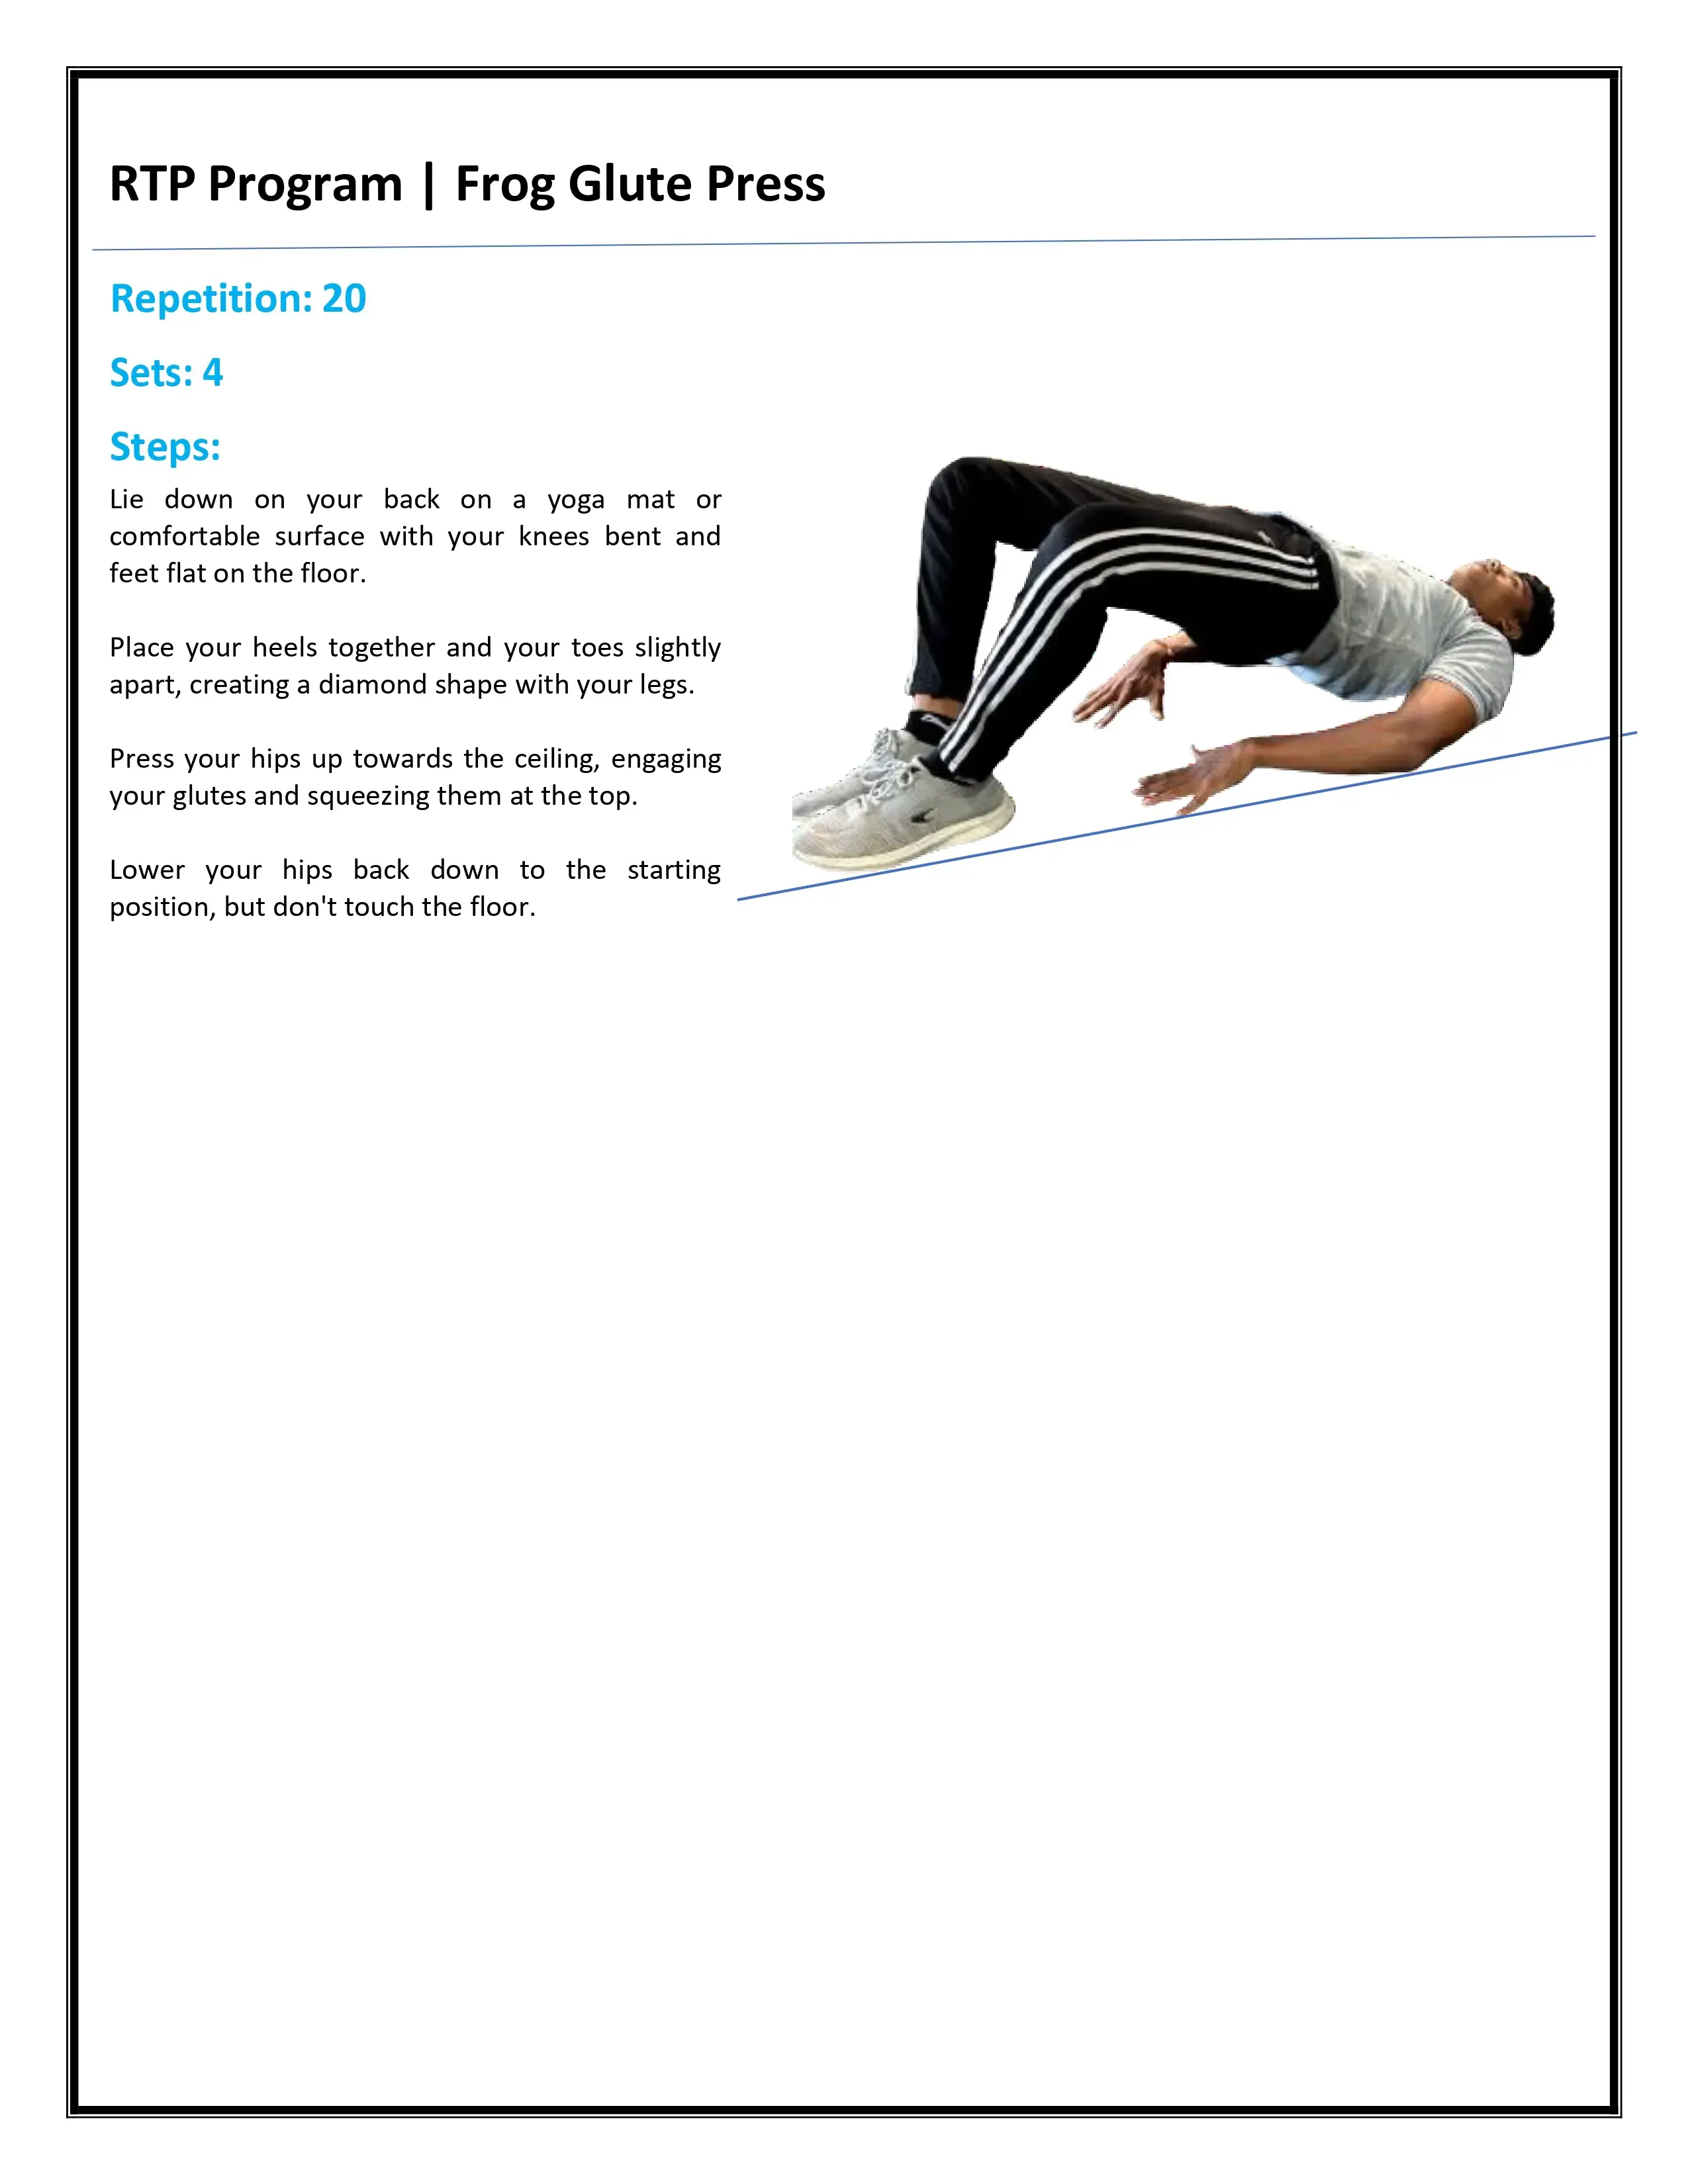 RTP Program | Frog Glute Press
Repetition: 20
Sets: 4
Steps:
Lie down on your back on a yoga mat or
comfortable surface with your knees bent and
feet flat on the floor.
Place your heels together and your toes slightly
apart, creating a diamond shape with your legs.
Press your hips up towards the ceiling, engaging
your glutes and squeezing them at the top.
Lower your hips back down to the starting
position, but don't touch the floor.